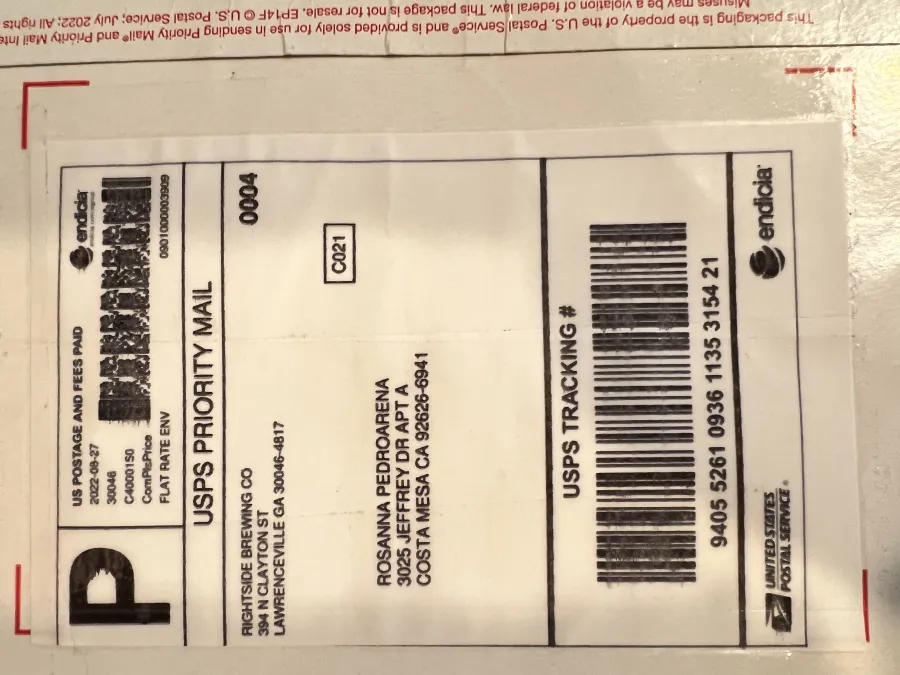 This packaging is the property of the U.S. Postal Service® and is provided solely for use in sending Priority Mail® and Priority Mail
Misuses may be a violation of federal law. This package is not for resale. EP14F © U.S. Postal Service; July 2022; All rights
P
US POSTAGE AND FEES PAID
2022-08-27
30046
C4000150
ComPlsPrice
FLAT RATE ENV
endicia
0901000003909
USPS PRIORITY MAIL
RIGHTSIDE BREWING CO
394 N CLAYTON ST
LAWRENCEVILLE GA 30046-4817
0004
C021
ROSANNA PEDROARENA
3025 JEFFREY DR APT A
COSTA MESA CA 92626-6941
USPS TRACKING #
9405 5261 0936 1135 3154 21
UNITED STATES
POSTAL SERVICE®
endicia